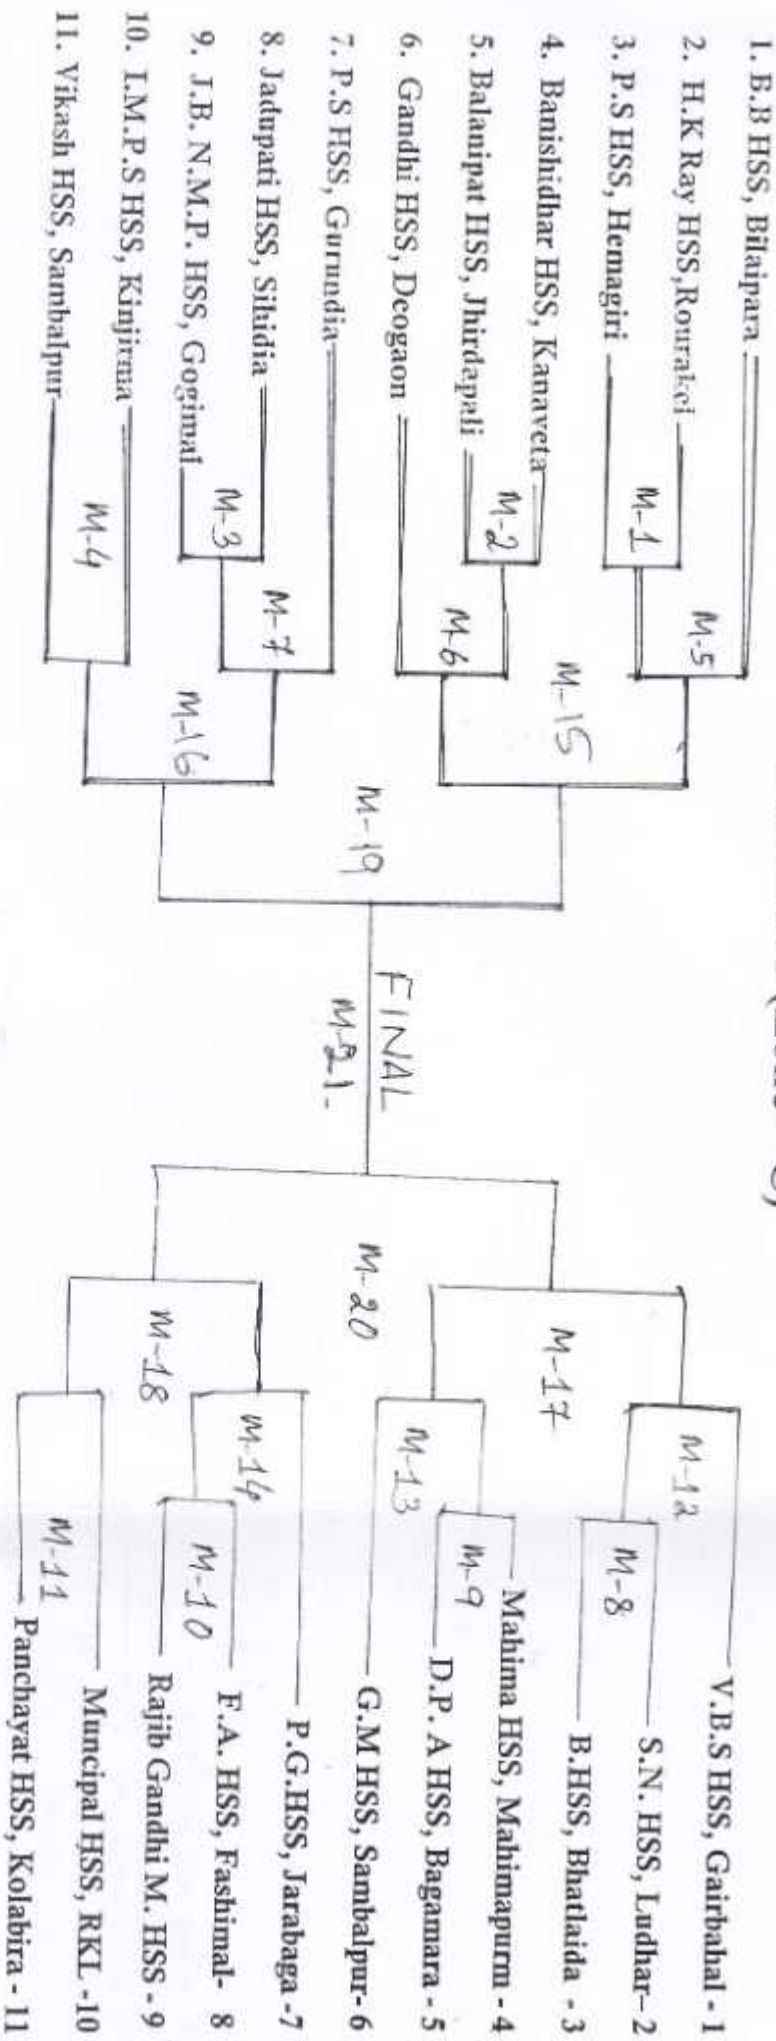 1. B.B HSS, Bilaipara
2. H.K Ray HSS, Rourakei
3. P.S HSS, Hemagiri
4. Banishidhar HSS, Kanaveta
5. Balanipat HSS, Jhirdapali
6. Gandhi HSS, Deogaon
7. P.S HSS, Gurundia
8. Jadupati HSS, Sihidia
9. J.B. N.M.P. HSS, Gogimal
10. I.M.P.S HSS, Kinjirma
11. Vikash HSS, Sambalpur
M-1
M-2
M-3
M-4
M-5
M-6
M-7
M-15
M-16
M-19
FINAL
M-21.
M-20
M-17
M-18
M-12
M-13
M-14
M-8
M-9
M-10
M-11
V.B.S HSS, Gairbahal - 1
S.N. HSS, Ludhar- 2
B.HSS, Bhatlaida - 3
Mahima HSS, Mahimapurm - 4
D.P. A HSS, Bagamara - 5
G.M HSS, Sambalpur- 6
P.G.HSS, Jarabaga -7
F.A. HSS, Fashimal- 8
Rajib Gandhi M. HSS - 9
Muncipal HSS, RKL -10
Panchayat HSS, Kolabira - 11